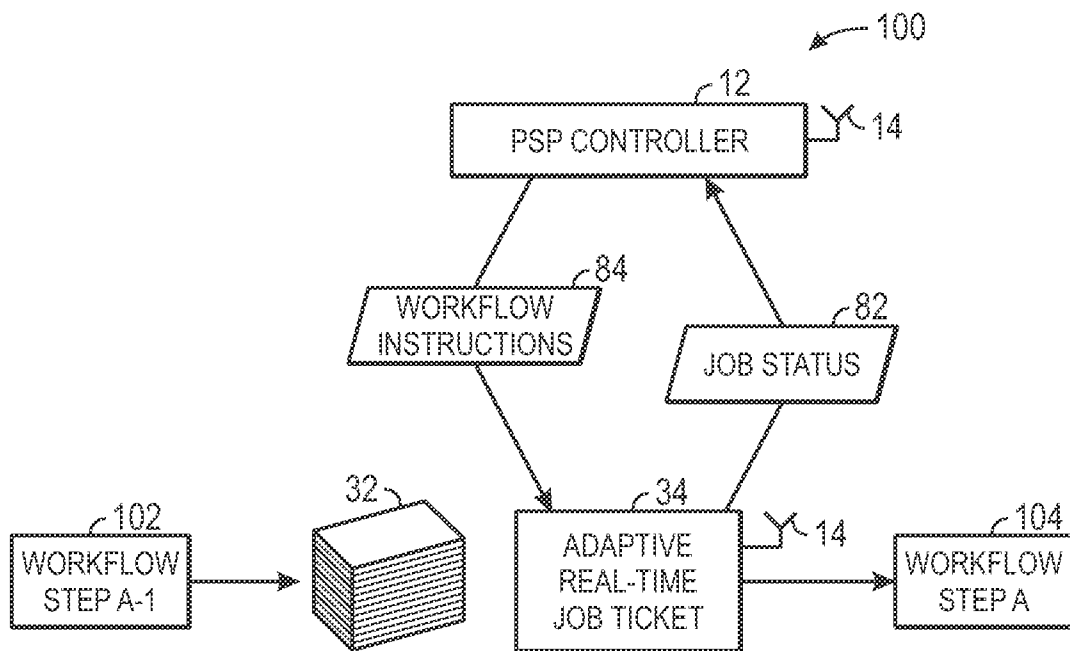 100
12
PSP CONTROLLER
14
84
WORKFLOW
INSTRUCTIONS
82
JOB STATUS
102
WORKFLOW
STEP A-1
32
34
ADAPTIVE
REAL-TIME
JOB TICKET
14
104
WORKFLOW
STEP A